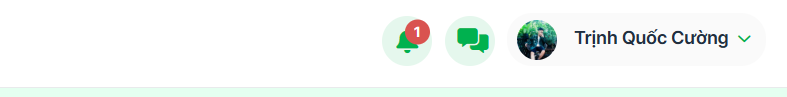 1
Trịnh Quốc Cường